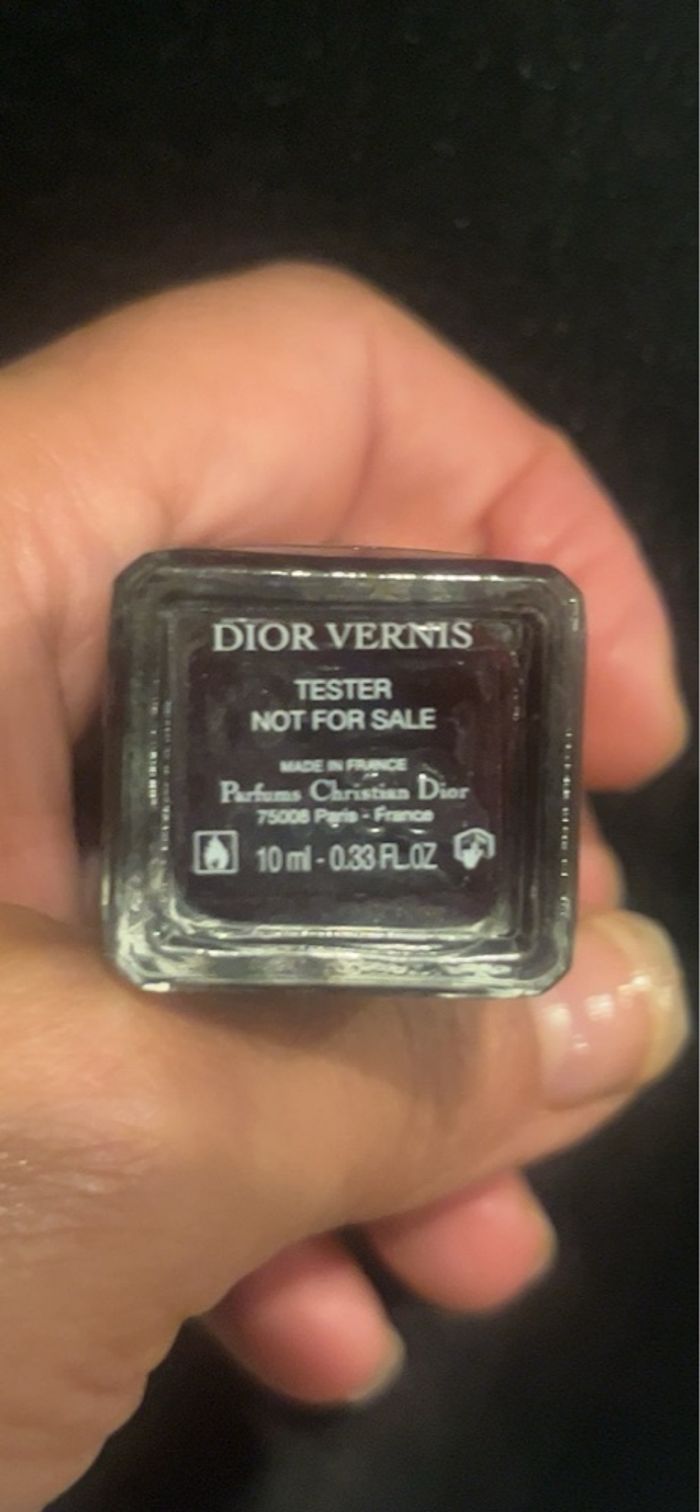 DIOR VERNIS
TESTER
NOT FOR SALE
MADE IN FRANCE
Parfums Christian Dior
75008 Paris - France
10 ml - 0.33 FL.OZ